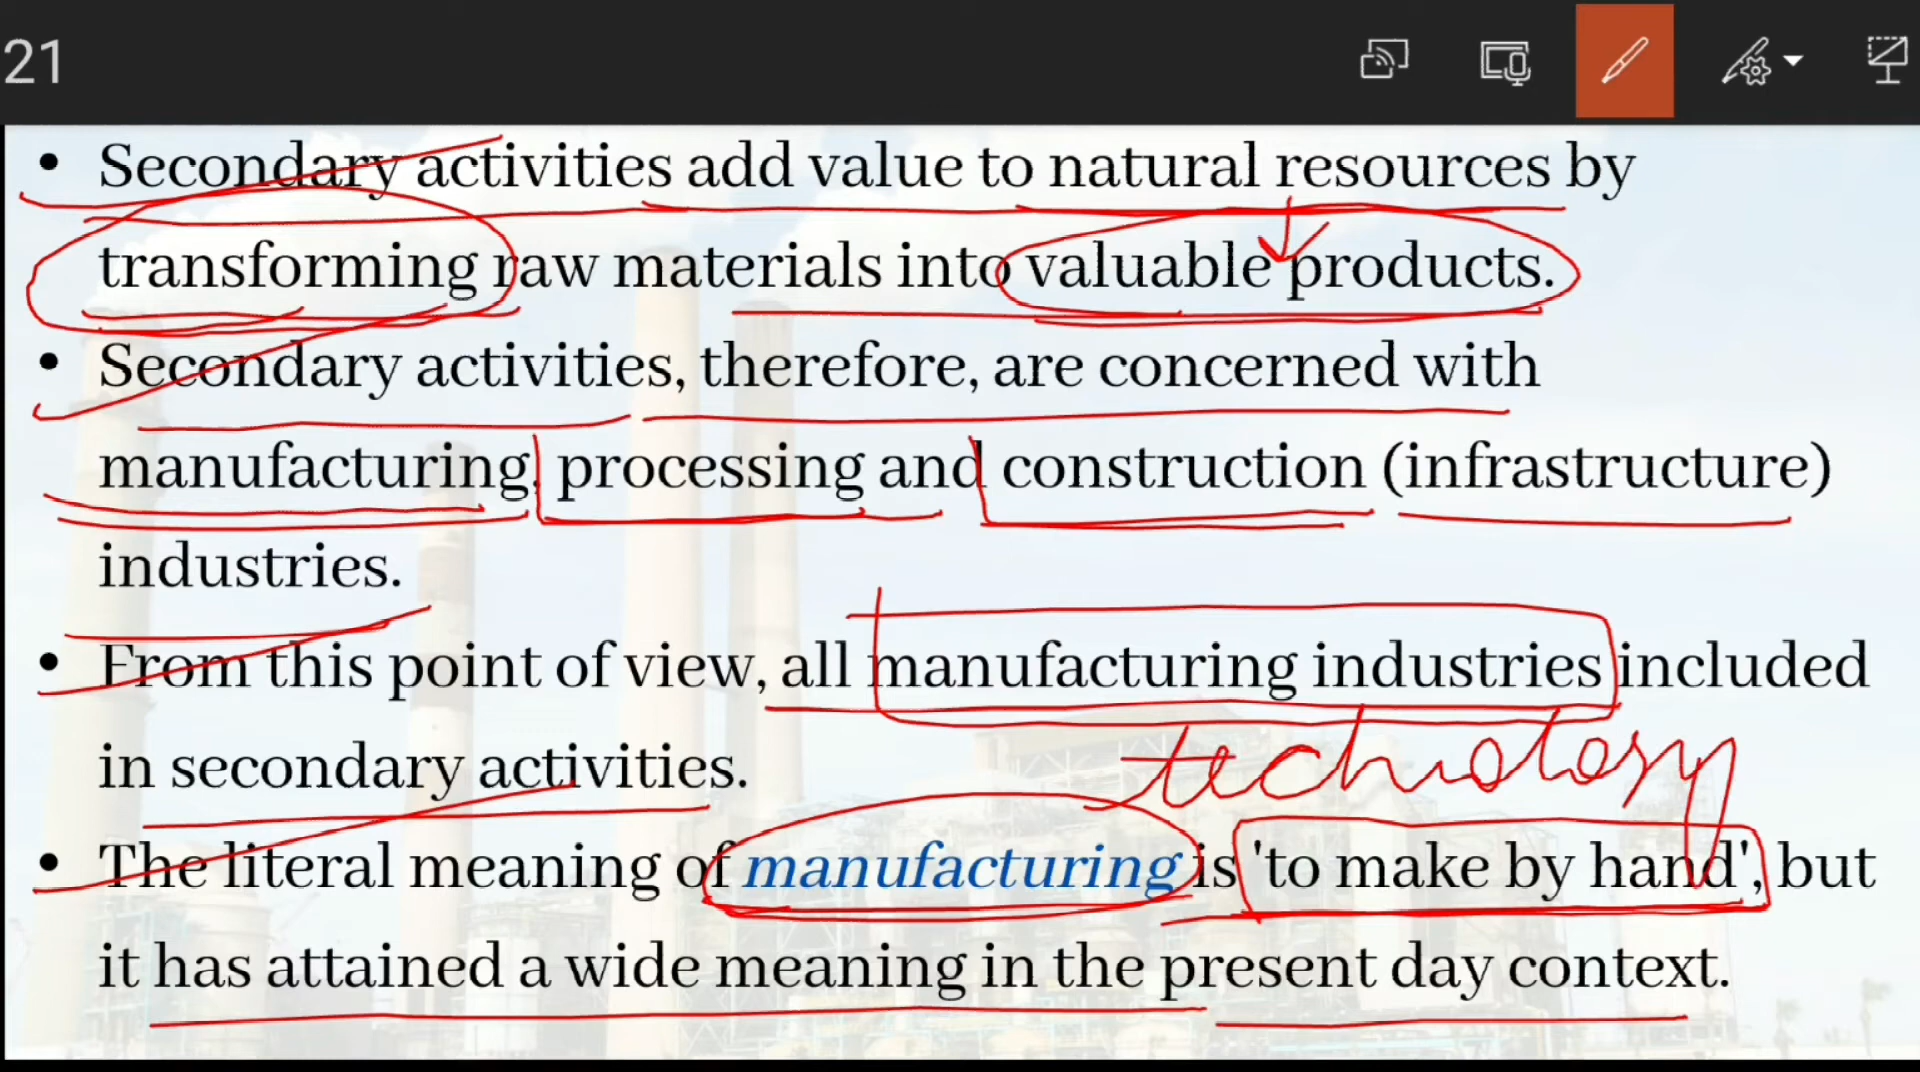 21
• Secondary activities add value to natural resources by
transforming raw materials into valuable products.
• Secondary activities, therefore, are concerned with
manufacturing, processing and construction (infrastructure)
industries.
• From this point of view, all manufacturing industries included
in secondary activities.
technology
• The literal meaning of manufacturing is 'to make by hand', but
it has attained a wide meaning in the present day context.